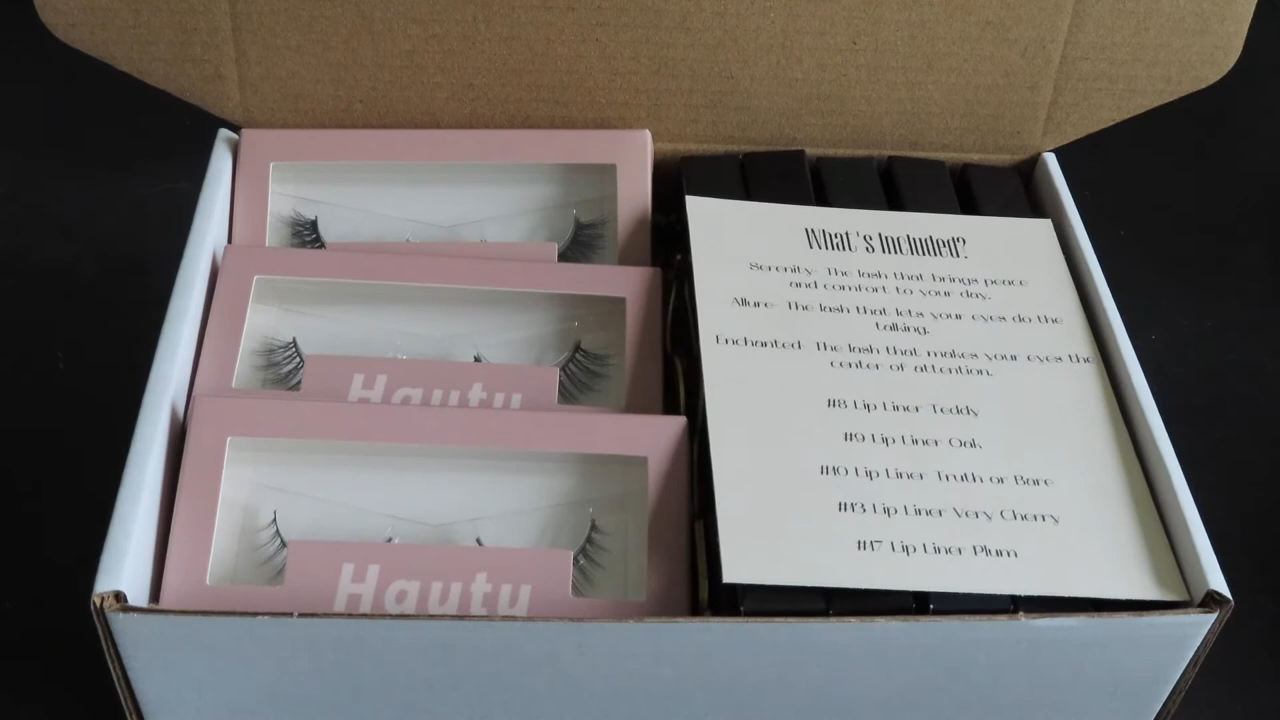 Hautu
Hautu
What's Included?
Serenity- The lash that brings peace
and comfort to your day.
Allure- The lash that lets your eyes do the
talking.
Enchanted- The lash that makes your eyes the
center of attention.
#8 Lip Liner Teddy
#9 Lip Liner Oak
#10 Lip Liner Truth or Bare
#13 Lip Liner Very Cherry
#17 Lip Liner Plum